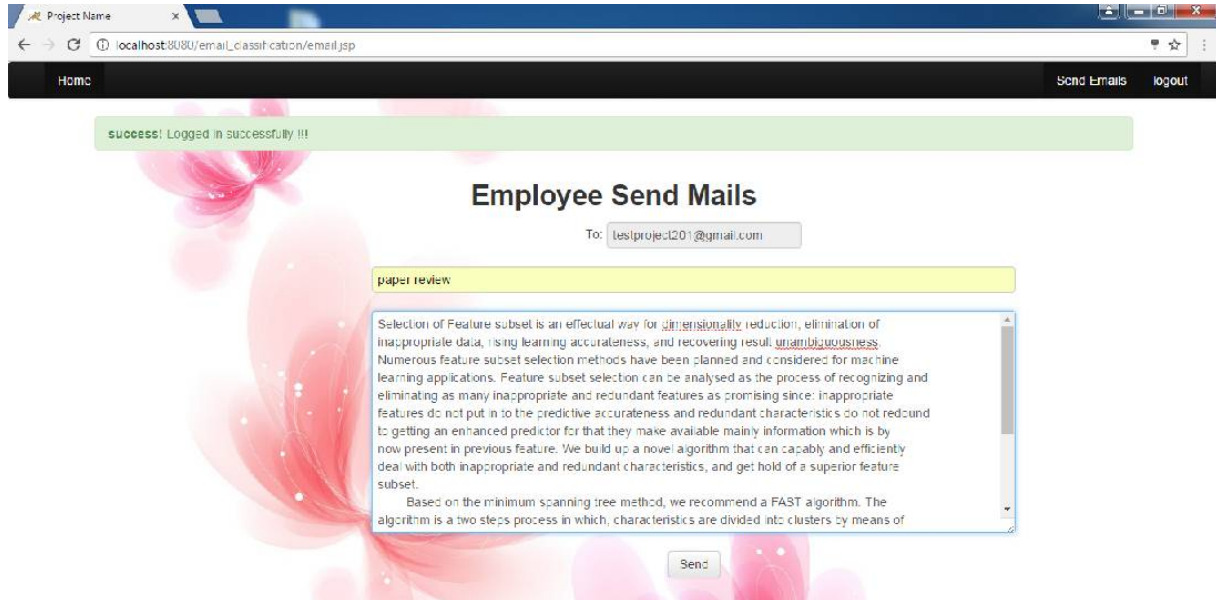 Project Name
localhost:8080/email_classification/email.jsp
Home Send Emails logout
success! Logged in successfully !!!
Employee Send Mails
To: testproject201@gmail.com
paper review
Selection of Feature subset is an effectual way for dimensionality reduction, elimination of
inappropriate data, rising learning accurateness, and recovering result unambiguousness.
Numerous feature subset selection methods have been planned and considered for machine
learning applications. Feature subset selection can be analysed as the process of recognizing and
eliminating as many inappropriate and redundant features as promising since: inappropriate
features do not put in to the predictive accurateness and redundant characteristics do not redound
to getting an enhanced predictor for that they make available mainly information which is by
now present in previous feature. We build up a novel algorithm that can capably and efficiently
deal with both inappropriate and redundant characteristics, and get hold of a superior feature
subset.
Based on the minimum spanning tree method, we recommend a FAST algorithm. The
algorithm is a two steps process in which, characteristics are divided into clusters by means of
Send